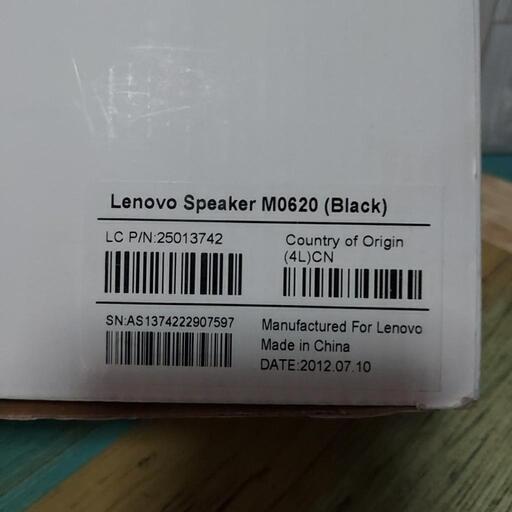 Lenovo Speaker M0620 (Black)
LC P/N:25013742
Country of Origin
(4L)CN
SN:AS1374222907597
Manufactured For Lenovo
Made in China
DATE:2012.07.10